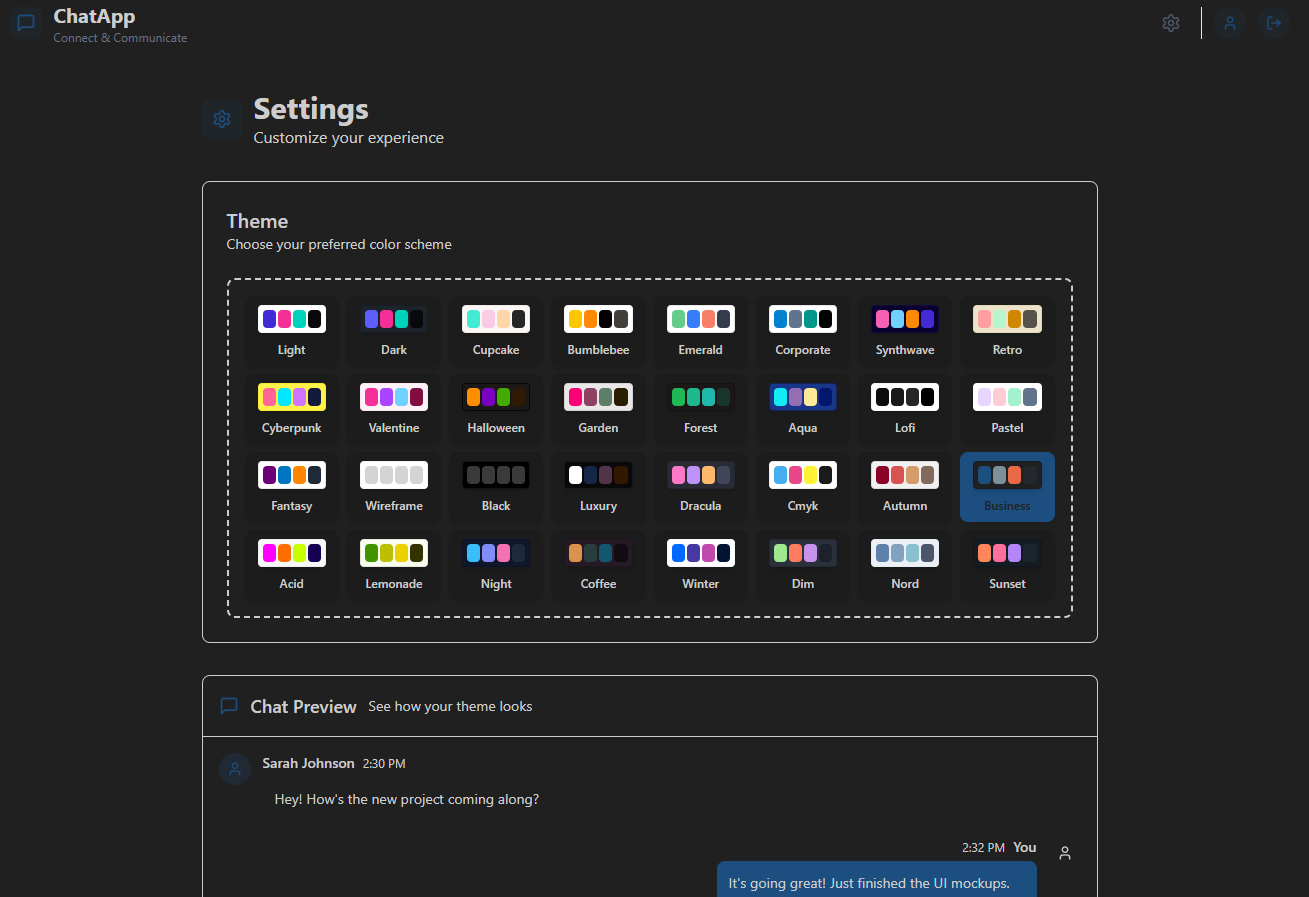 ChatApp
Connect & Communicate
Settings
Customize your experience
Theme
Choose your preferred color scheme
Light Dark Cupcake Bumblebee Emerald Corporate Synthwave Retro
Cyberpunk Valentine Halloween Garden Forest Aqua Lofi Pastel
Fantasy Wireframe Black Luxury Dracula Cmyk Autumn Business
Acid Lemonade Night Coffee Winter Dim Nord Sunset
Chat Preview See how your theme looks
Sarah Johnson 2:30 PM
Hey! How's the new project coming along?
2:32 PM You
It's going great! Just finished the UI mockups.